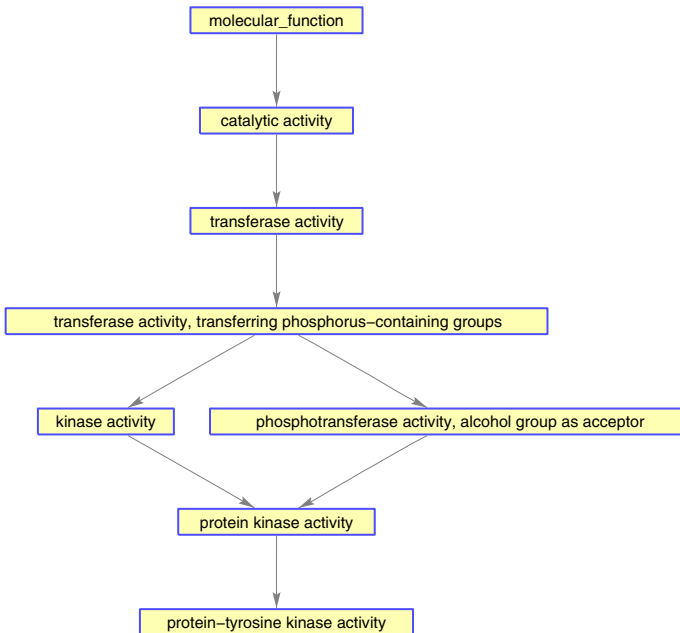 molecular_function
catalytic activity
transferase activity
transferase activity, transferring phosphorus−containing groups
kinase activity
phosphotransferase activity, alcohol group as acceptor
protein kinase activity
protein−tyrosine kinase activity